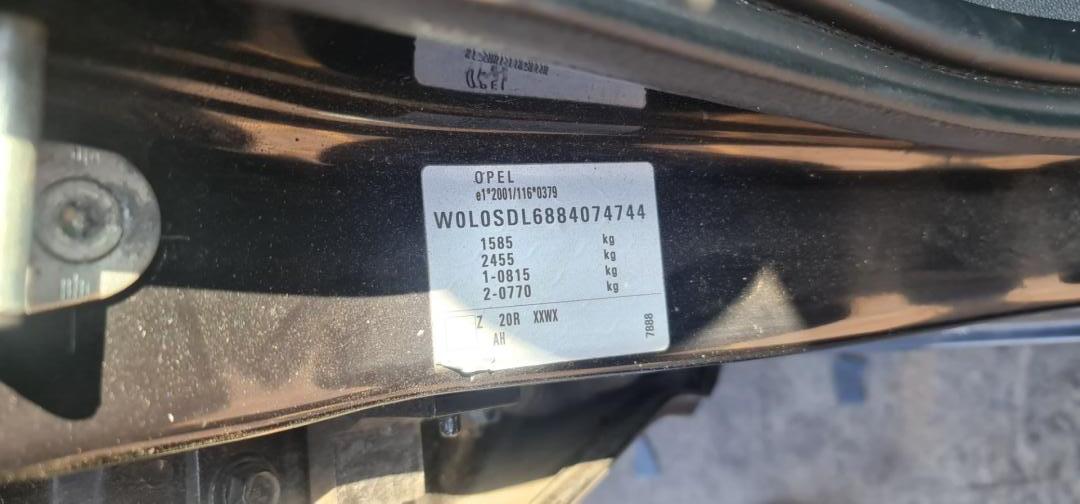 OPEL
e1*2001/116*0379
W0L0SDL6884074744
1585 kg
2455 kg
1-0815 kg
2-0770 kg
Z 20R XXWX
AH
7888